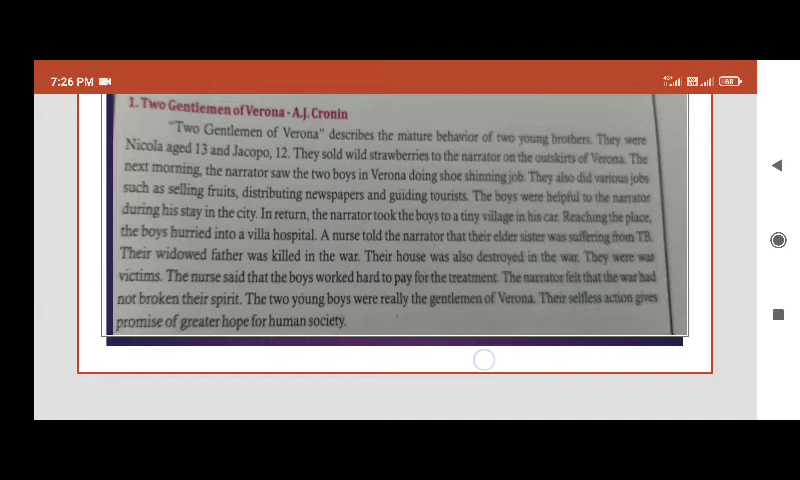 7:26 PM
4G+
68
1. Two Gentlemen of Verona - A.J. Cronin
"Two Gentlemen of Verona" describes the mature behavior of two young brothers. They were
Nicola aged 13 and Jacopo, 12. They sold wild strawberries to the narrator on the outskirts of Verona. The
next morning, the narrator saw the two boys in Verona doing shoe shinning job. They also did various jobs
such as selling fruits, distributing newspapers and guiding tourists. The boys were helpful to the narrator
during his stay in the city. In return, the narrator took the boys to a tiny village in his car. Reaching the place,
the boys hurried into a villa hospital. A nurse told the narrator that their elder sister was suffering from TB.
Their widowed father was killed in the war. Their house was also destroyed in the war. They were war
victims. The nurse said that the boys worked hard to pay for the treatment. The narrator felt that the war had
not broken their spirit. The two young boys were really the gentlemen of Verona. Their selfless action gives
promise of greater hope for human society.